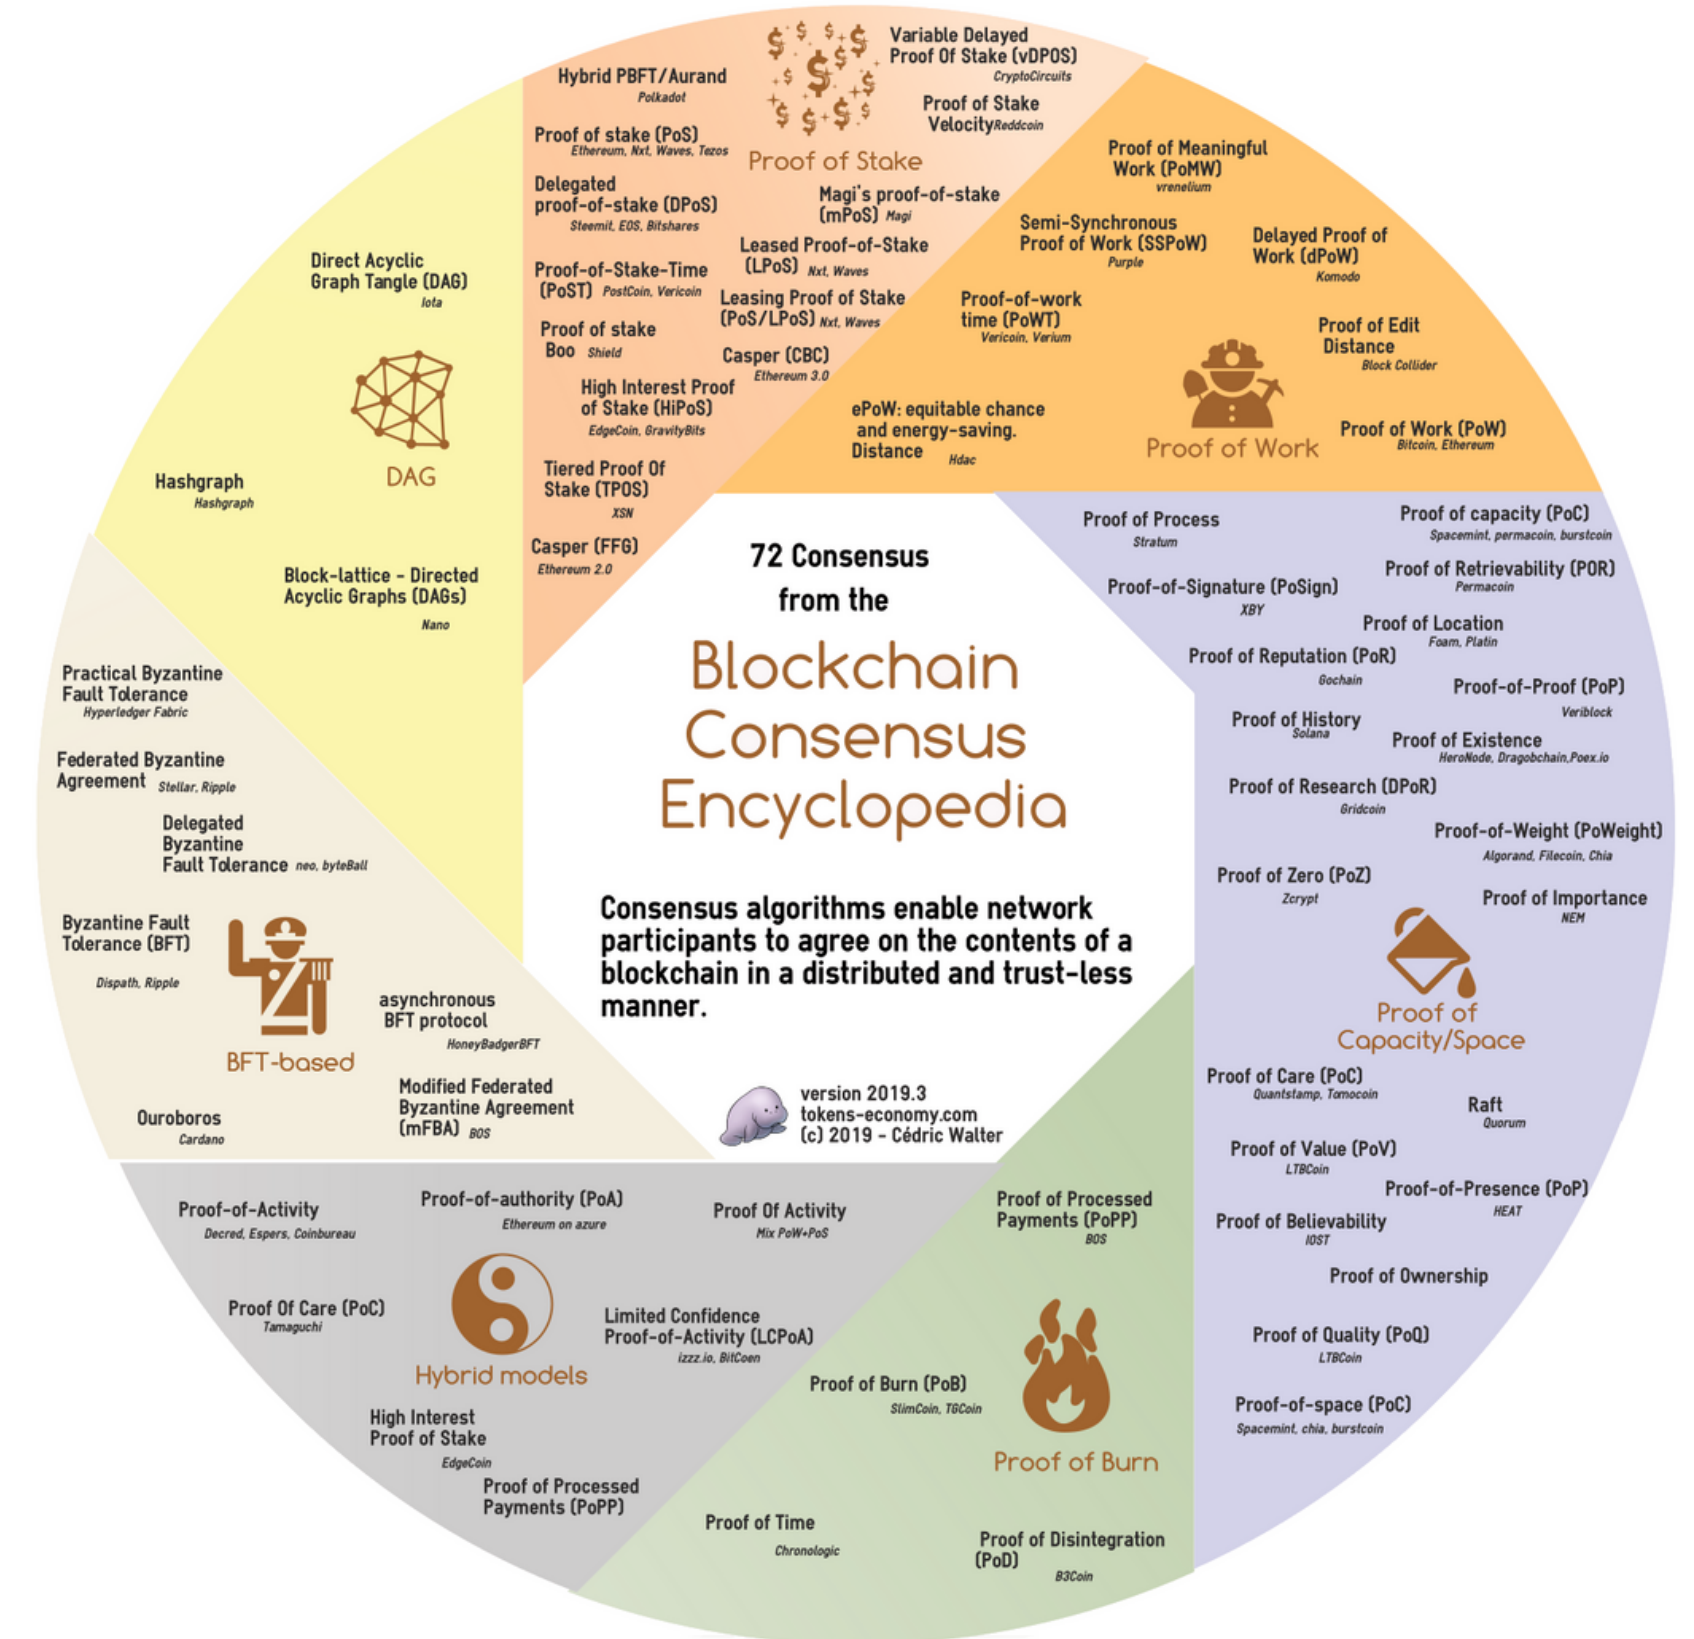 72 Consensus
from the
Blockchain
Consensus
Encyclopedia
Consensus algorithms enable network
participants to agree on the contents of a
blockchain in a distributed and trust-less
manner.
version 2019.3
tokens-economy.com
(c) 2019 - Cédric Walter
Proof of Stake
Hybrid PBFT/Aurand
Polkadot
Proof of stake (PoS)
Ethereum, Nxt, Waves, Tezos
Delegated
proof-of-stake (DPoS)
Steemit, EOS, Bitshares
Proof-of-Stake-Time
(PoST) PostCoin, Vericoin
Proof of stake
Boo Shield
High Interest Proof
of Stake (HiPoS)
EdgeCoin, GravityBits
Tiered Proof Of
Stake (TPOS)
XSN
Casper (FFG)
Ethereum 2.0
Variable Delayed
Proof Of Stake (vDPOS)
CryptoCircuits
Proof of Stake
Velocity Reddcoin
Magi's proof-of-stake
(mPoS) Magi
Leased Proof-of-Stake
(LPoS) Nxt, Waves
Leasing Proof of Stake
(PoS/LPoS) Nxt, Waves
Casper (CBC)
Ethereum 3.0
Proof of Work
Proof of Meaningful
Work (PoMW)
vrenelium
Semi-Synchronous
Proof of Work (SSPoW)
Purple
Delayed Proof of
Work (dPoW)
Komodo
Proof-of-work
time (PoWT)
Vericoin, Verium
Proof of Edit
Distance
Block Collider
ePoW: equitable chance
and energy-saving.
Distance Hdac
Proof of Work (PoW)
Bitcoin, Ethereum
Proof of
Capacity/Space
Proof of Process
Stratum
Proof of capacity (PoC)
Spacemint, permacoin, burstcoin
Proof of Retrievability (POR)
Permacoin
Proof-of-Signature (PoSign)
XBY
Proof of Location
Foam, Platin
Proof of Reputation (PoR)
Gochain
Proof-of-Proof (PoP)
Veriblock
Proof of History
Solana
Proof of Existence
HeroNode, Dragobchain,Poex.io
Proof of Research (DPoR)
Gridcoin
Proof-of-Weight (PoWeight)
Algorand, Filecoin, Chia
Proof of Zero (PoZ)
Zcrypt
Proof of Importance
NEM
Proof of Care (PoC)
Quantstamp, Tomocoin
Raft
Quorum
Proof of Value (PoV)
LTBCoin
Proof-of-Presence (PoP)
HEAT
Proof of Believability
IOST
Proof of Ownership
Proof of Quality (PoQ)
LTBCoin
Proof-of-space (PoC)
Spacemint, chia, burstcoin
Proof of Burn
Proof of Processed
Payments (PoPP)
BOS
Proof of Burn (PoB)
SlimCoin, TGCoin
Proof of Time
Chronologic
Proof of Disintegration
(PoD)
B3Coin
Hybrid models
Proof-of-Activity
Decred, Espers, Coinbureau
Proof-of-authority (PoA)
Ethereum on azure
Proof Of Activity
Mix PoW+PoS
Proof Of Care (PoC)
Tamaguchi
Limited Confidence
Proof-of-Activity (LCPoA)
izzz.io, BitCoen
High Interest
Proof of Stake
EdgeCoin
Proof of Processed
Payments (PoPP)
BFT-based
Practical Byzantine
Fault Tolerance
Hyperledger Fabric
Federated Byzantine
Agreement Stellar, Ripple
Delegated
Byzantine
Fault Tolerance neo, byteBall
Byzantine Fault
Tolerance (BFT)
Dispath, Ripple
asynchronous
BFT protocol
HoneyBadgerBFT
Modified Federated
Byzantine Agreement
(mFBA) BOS
Ouroboros
Cardano
DAG
Direct Acyclic
Graph Tangle (DAG)
Iota
Hashgraph
Hashgraph
Block-lattice - Directed
Acyclic Graphs (DAGs)
Nano